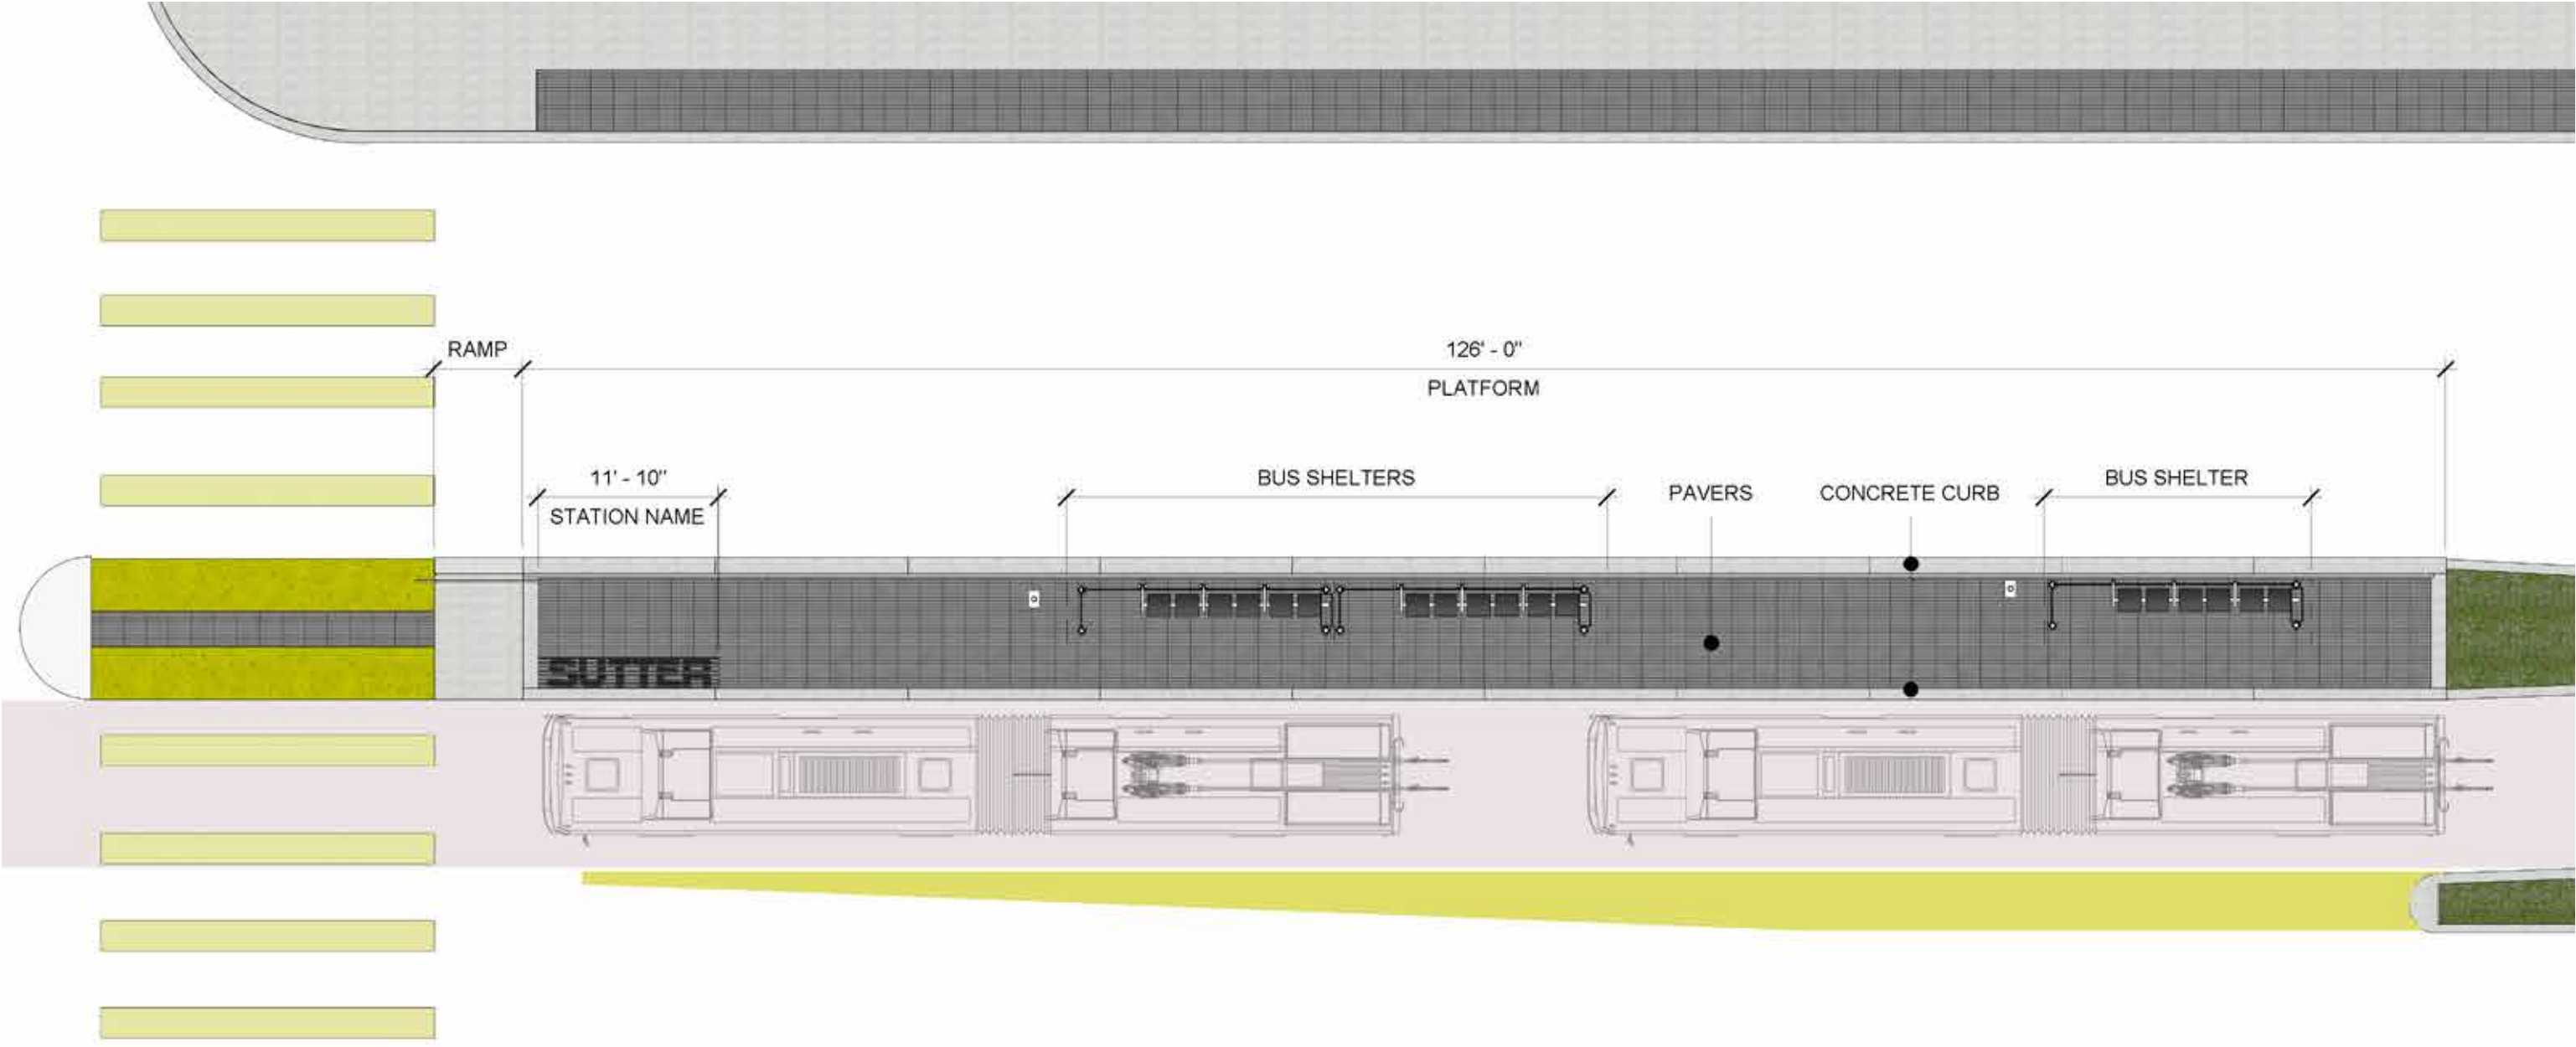 RAMP
126' - 0"
PLATFORM
11' - 10"
STATION NAME
BUS SHELTERS
PAVERS
CONCRETE CURB
BUS SHELTER
SUTTER